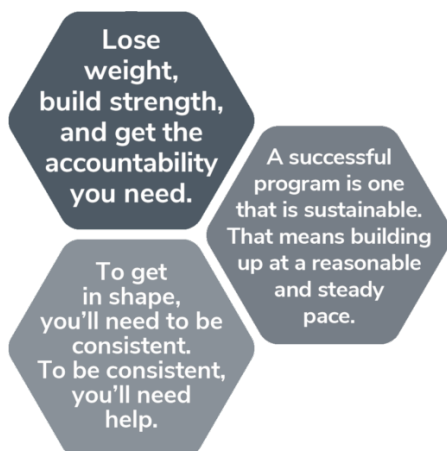 Lose
weight,
build strength,
and get the
accountability
you need.
A successful
program is one
that is sustainable.
That means building
up at a reasonable
and steady
pace.
To get
in shape,
you'll need to be
consistent.
To be consistent,
you'll need
help.